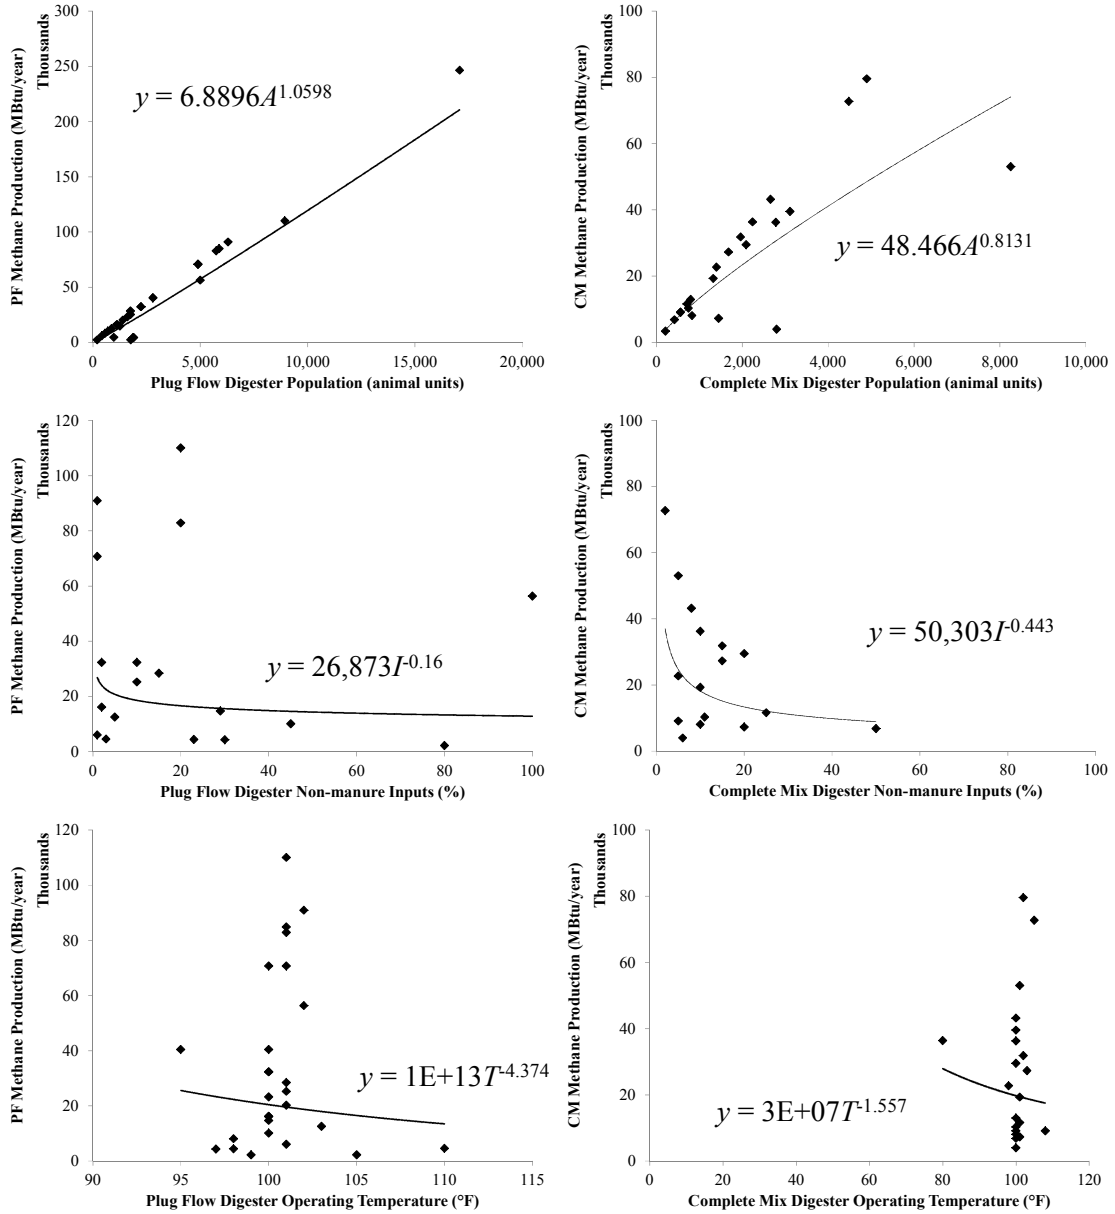 PF Methane Production (MBtu/year)
Thousands
300
250
200
150
100
50
0
y = 6.8896A^1.0598
0 5,000 10,000 15,000 20,000
Plug Flow Digester Population (animal units)
CM Methane Production (MBtu/year)
Thousands
100
80
60
40
20
0
y = 48.466A^0.8131
0 2,000 4,000 6,000 8,000 10,000
Complete Mix Digester Population (animal units)
PF Methane Production (MBtu/year)
Thousands
120
100
80
60
40
20
0
y = 26,873I^-0.16
0 20 40 60 80 100
Plug Flow Digester Non-manure Inputs (%)
CM Methane Production (MBtu/year)
Thousands
100
80
60
40
20
0
y = 50,303I^-0.443
0 20 40 60 80 100
Complete Mix Digester Non-manure Inputs (%)
PF Methane Production (MBtu/year)
Thousands
120
100
80
60
40
20
0
y = 1E+13T^-4.374
90 95 100 105 110 115
Plug Flow Digester Operating Temperature (°F)
CM Methane Production (MBtu/year)
Thousands
100
80
60
40
20
0
y = 3E+07T^-1.557
0 20 40 60 80 100 120
Complete Mix Digester Operating Temperature (°F)